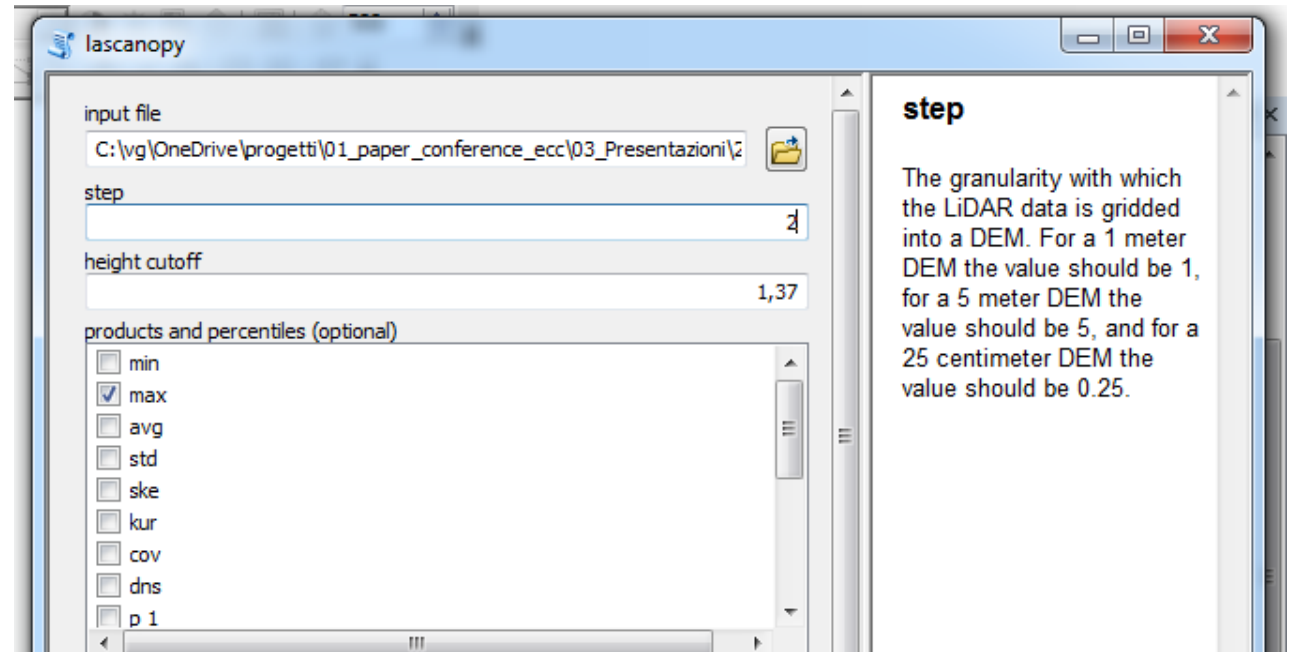 lascanopy
input file
C:\vg\OneDrive\progetti\01_paper_conference_ecc\03_Presentazioni\2
step
2
height cutoff
1,37
products and percentiles (optional)
min
max
avg
std
ske
kur
cov
dns
p 1
step
The granularity with which
the LiDAR data is gridded
into a DEM. For a 1 meter
DEM the value should be 1,
for a 5 meter DEM the
value should be 5, and for a
25 centimeter DEM the
value should be 0.25.